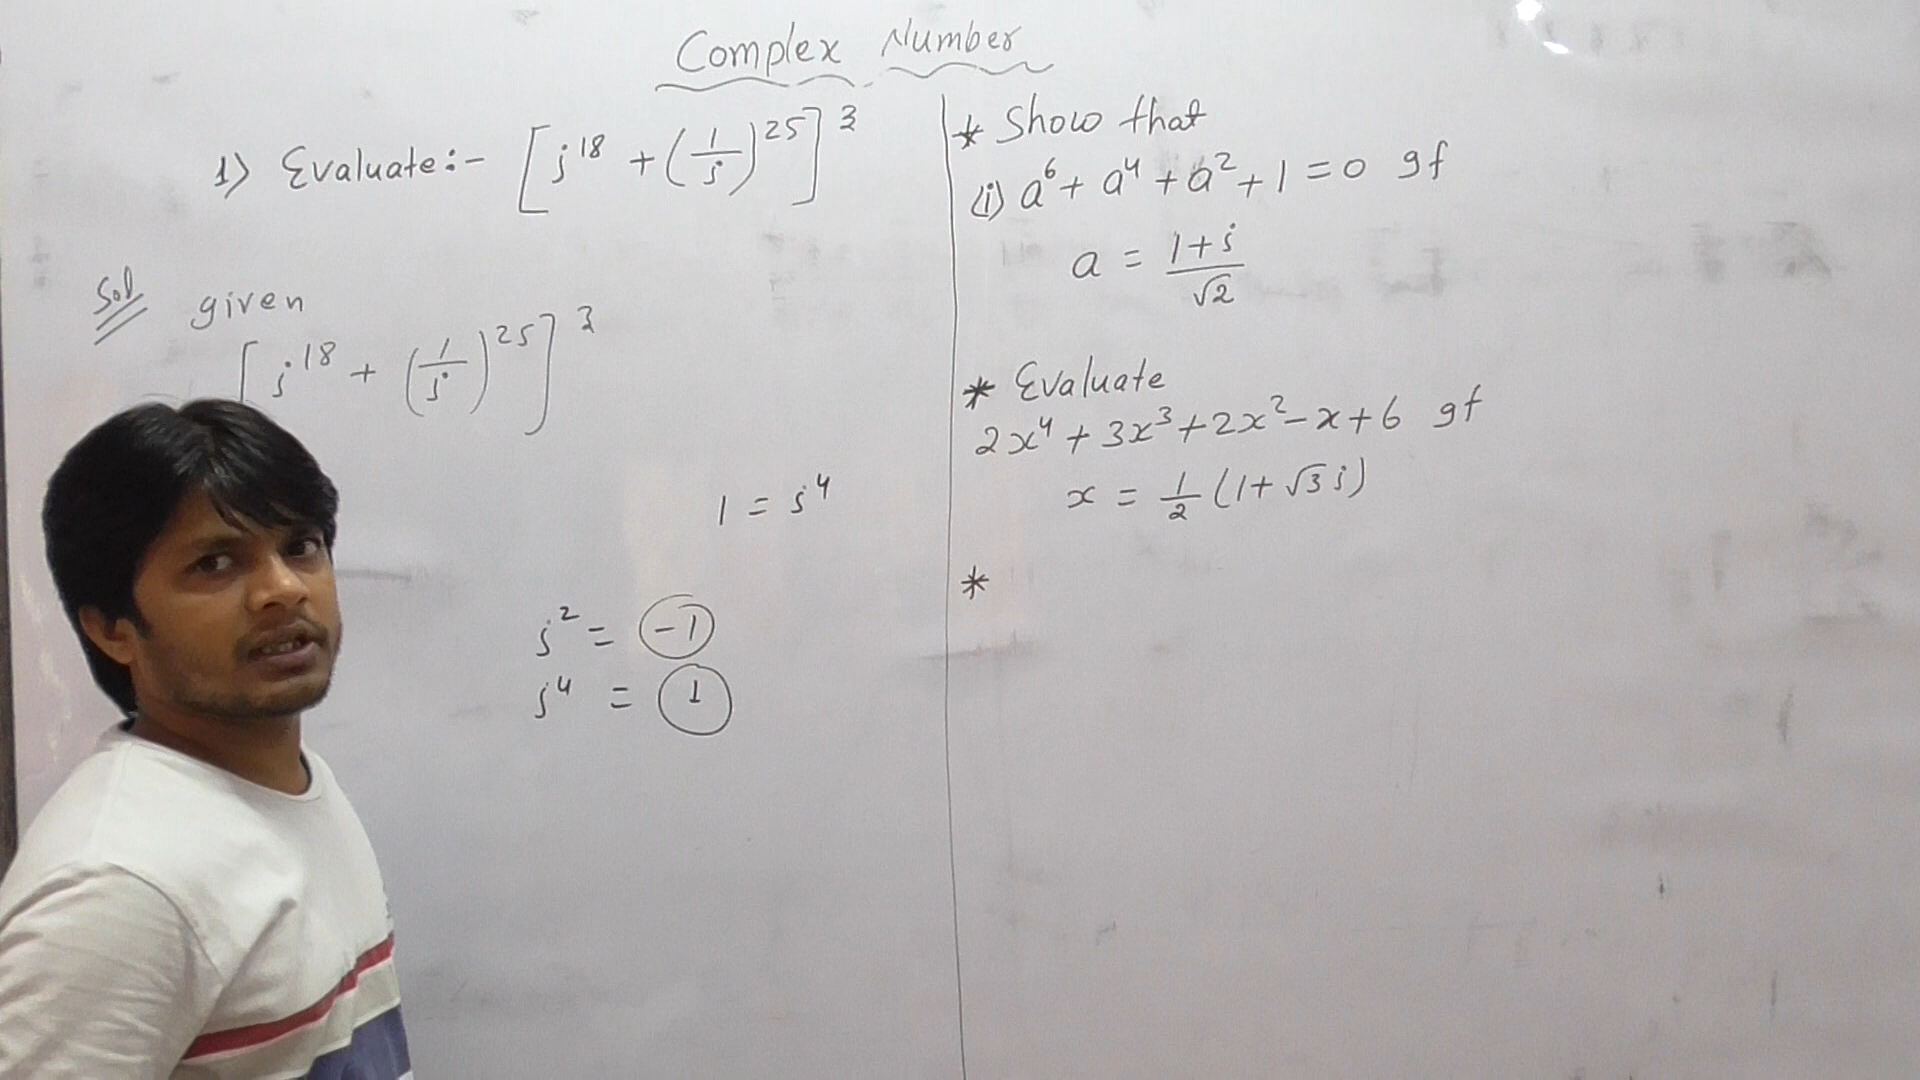 Complex Number
1) Evaluate:- [i^18 + (1/i)^25]^3
Sol given
[i^18 + (1/i)^25]^3
1 = i^4
i^2 = -1
i^4 = 1
* Show that
(i) a^6 + a^4 + a^2 + 1 = 0 If
a = (1+i)/√2
* Evaluate
2x^4 + 3x^3 + 2x^2 - x + 6 If
x = 1/2 (1+√3 i)
*